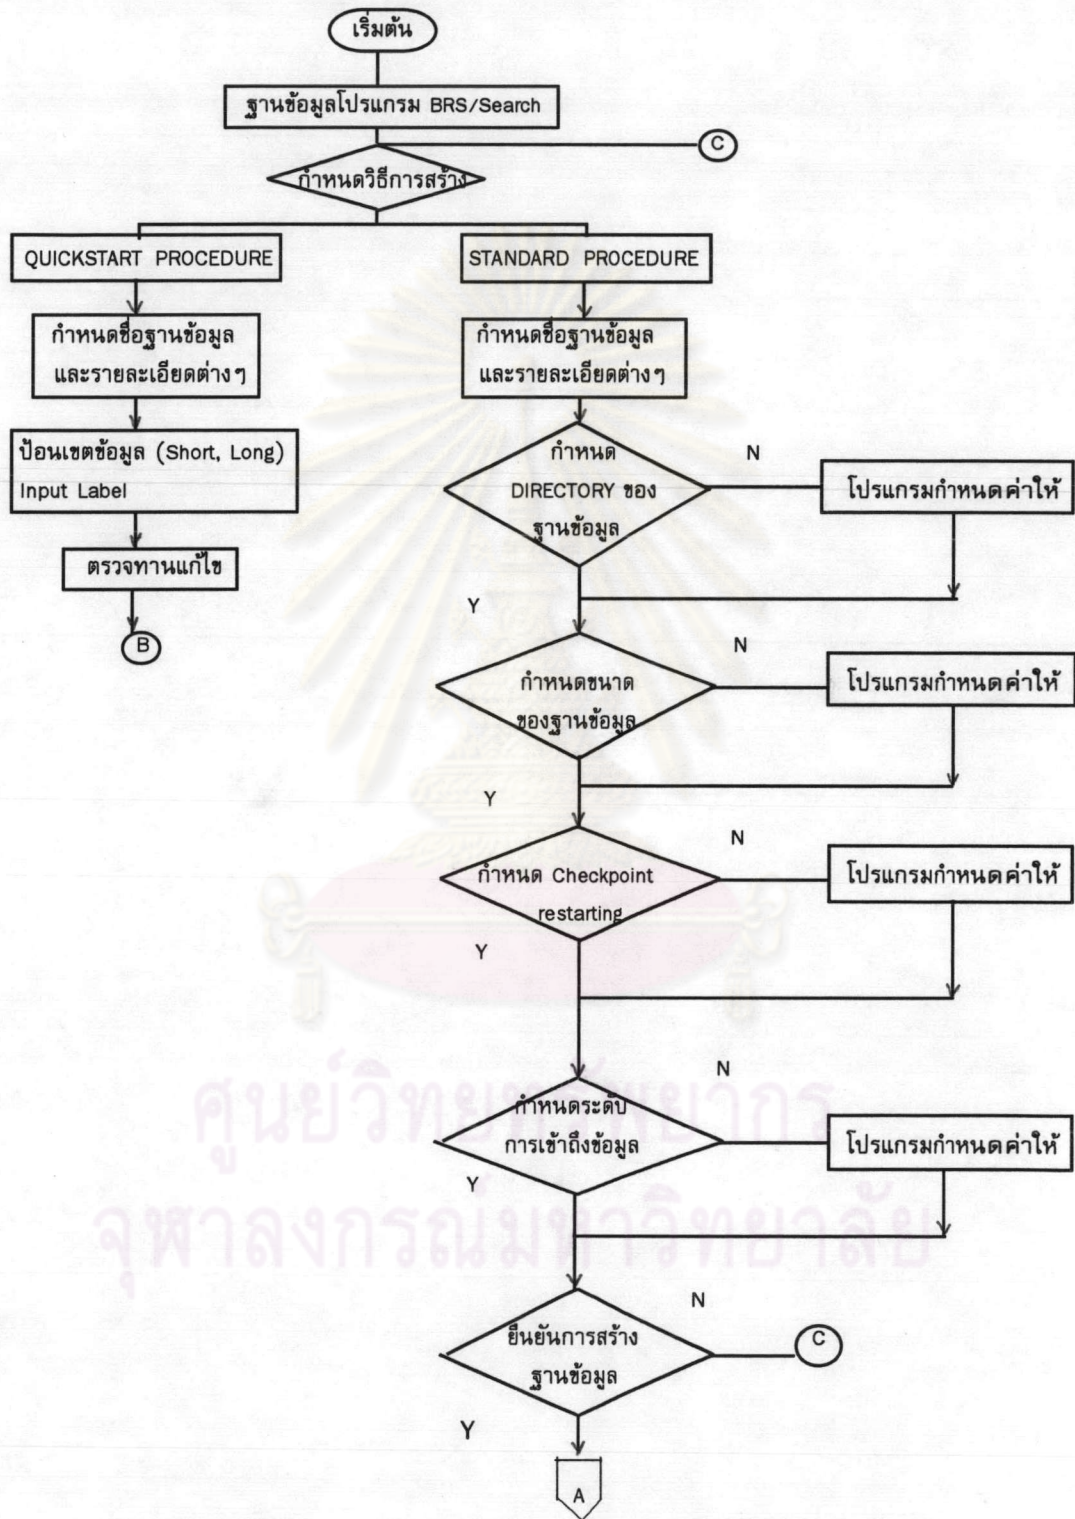 เริ่มต้น
ฐานข้อมูลโปรแกรม BRS/Search
C
กำหนดวิธีการสร้าง
QUICKSTART PROCEDURE
STANDARD PROCEDURE
กำหนดชื่อฐานข้อมูล
และรายละเอียดต่างๆ
กำหนดชื่อฐานข้อมูล
และรายละเอียดต่างๆ
ป้อนเขตข้อมูล (Short, Long)
Input Label
ตรวจทานแก้ไข
B
กำหนด
DIRECTORY ของ
ฐานข้อมูล
N
โปรแกรมกำหนดค่าให้
Y
กำหนดขนาด
ของฐานข้อมูล
N
โปรแกรมกำหนดค่าให้
Y
กำหนด Checkpoint
restarting
N
โปรแกรมกำหนดค่าให้
Y
กำหนดระดับ
การเข้าถึงข้อมูล
N
โปรแกรมกำหนดค่าให้
Y
ยืนยันการสร้าง
ฐานข้อมูล
N
C
Y
A
ศูนย์วิทยทรัพยากร
จุฬาลงกรณ์มหาวิทยาลัย